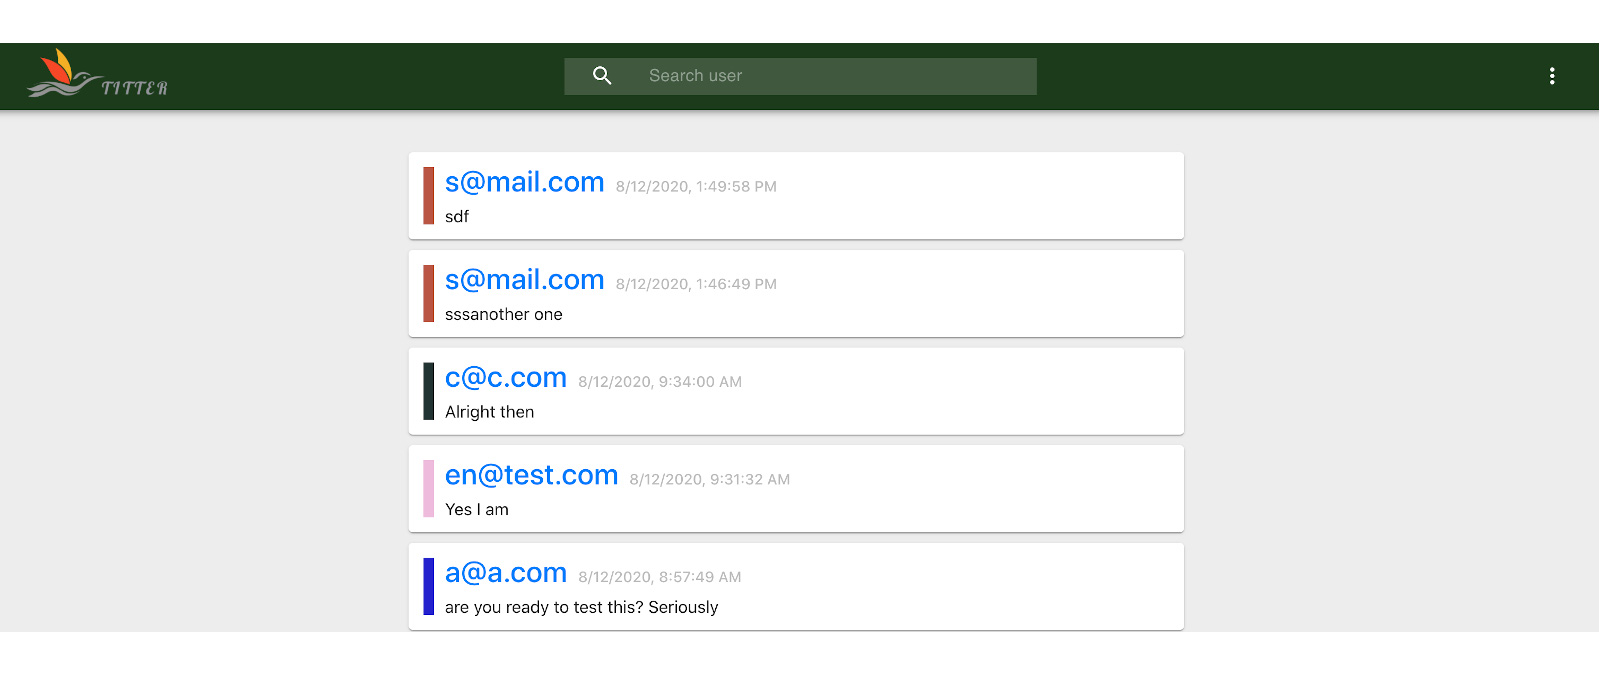 TITTER
Search user
s@mail.com 8/12/2020, 1:49:58 PM
sdf
s@mail.com 8/12/2020, 1:46:49 PM
sssanother one
c@c.com 8/12/2020, 9:34:00 AM
Alright then
en@test.com 8/12/2020, 9:31:32 AM
Yes I am
a@a.com 8/12/2020, 8:57:49 AM
are you ready to test this? Seriously